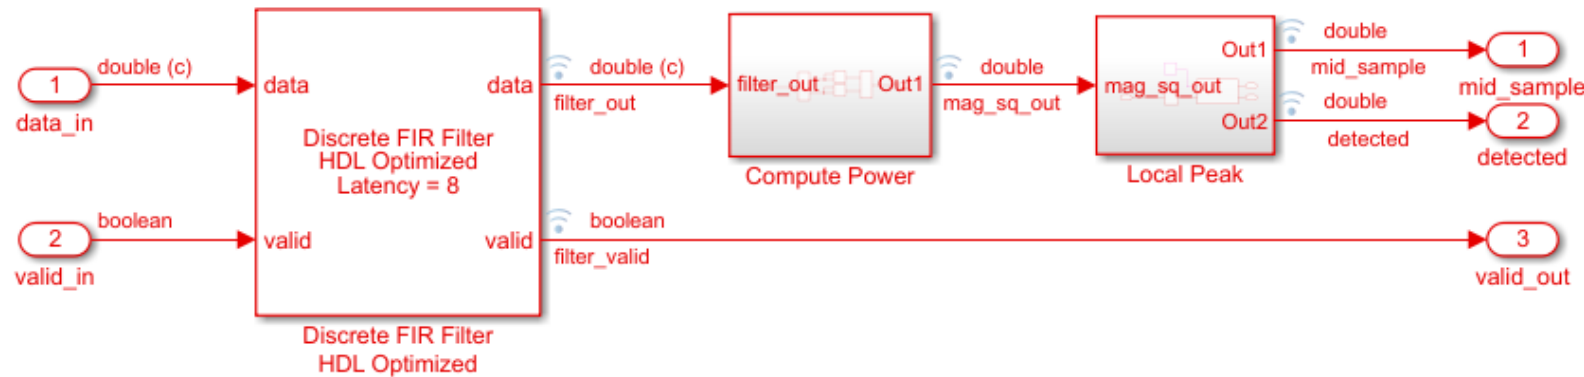 1
data_in
double (c)
2
valid_in
boolean
data
valid
Discrete FIR Filter
HDL Optimized
Latency = 8
data
valid
Discrete FIR Filter
HDL Optimized
double (c)
filter_out
boolean
filter_valid
filter_out
Out1
Compute Power
double
mag_sq_out
mag_sq_out
Out1
Out2
Local Peak
double
mid_sample
double
detected
1
mid_sample
2
detected
3
valid_out